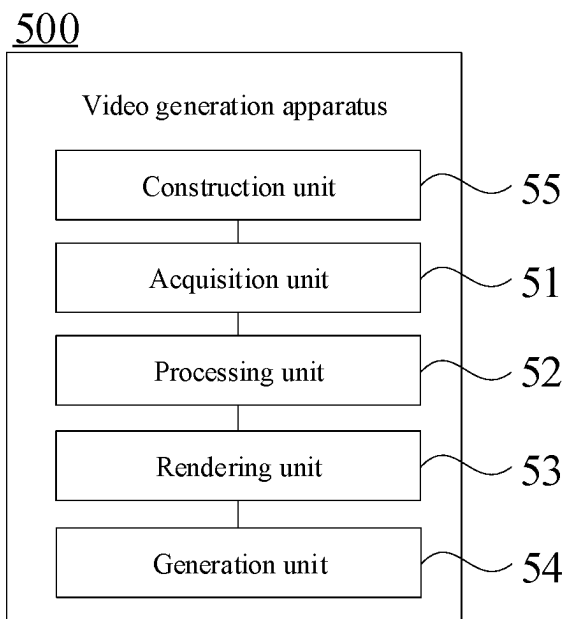 500
Video generation apparatus
Construction unit
55
Acquisition unit
51
Processing unit
52
Rendering unit
53
Generation unit
54